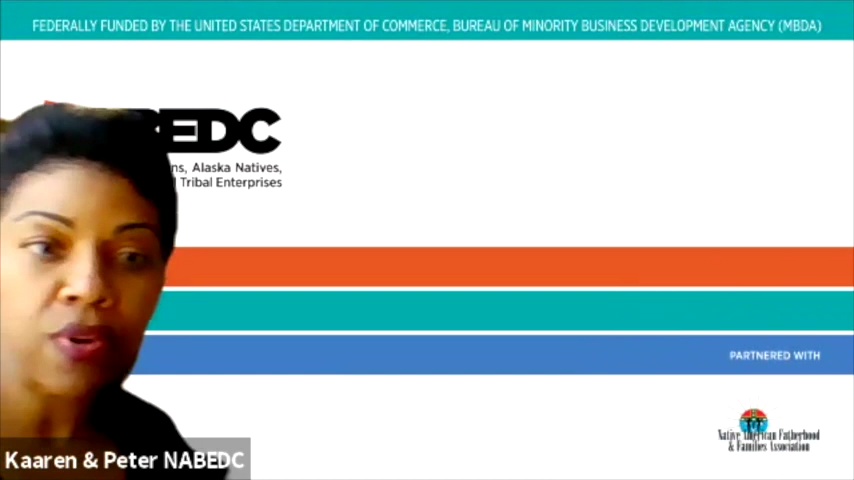 FEDERALLY FUNDED BY THE UNITED STATES DEPARTMENT OF COMMERCE, BUREAU OF MINORITY BUSINESS DEVELOPMENT AGENCY (MBDA)
EDC
ns, Alaska Natives,
Tribal Enterprises
PARTNERED WITH
Native American Fatherhood
& Families Association
Kaaren & Peter NABEDC